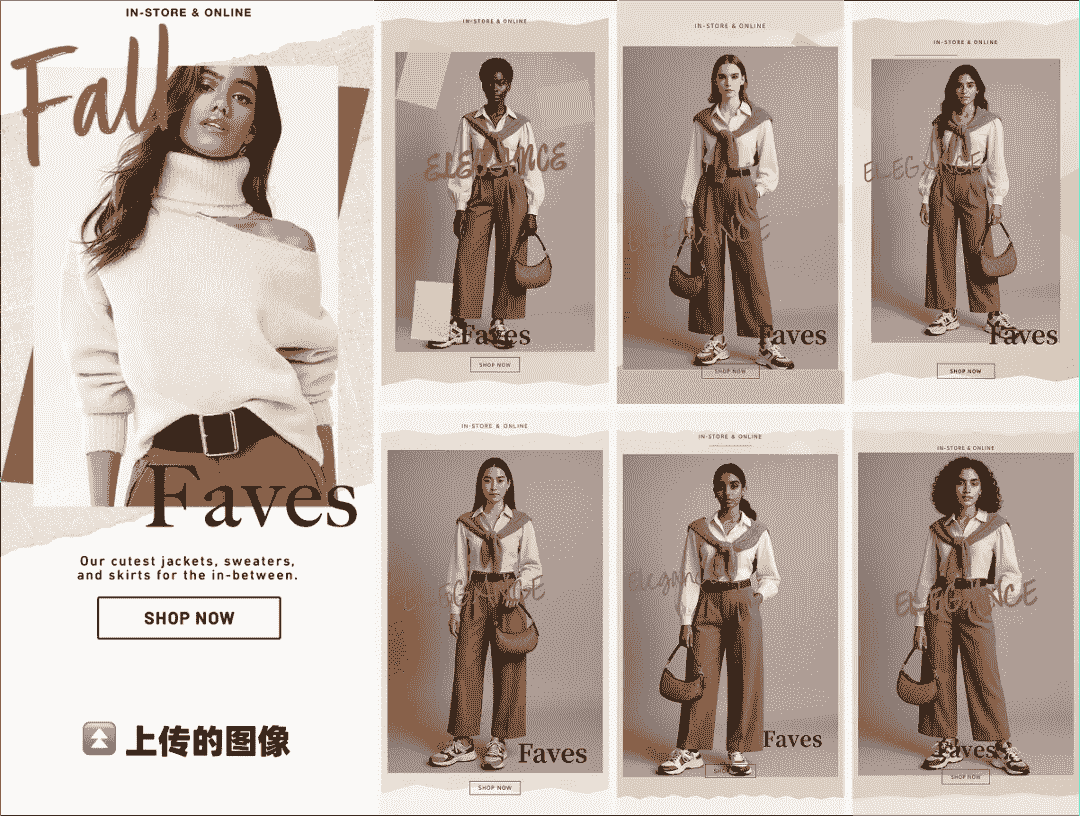 IN-STORE & ONLINE
Fall
Faves
Our cutest jackets, sweaters,
and skirts for the in-between.
SHOP NOW
上传的图像
IN-STORE & ONLINE
ELEGANCE
Faves
SHOP NOW
IN-STORE & ONLINE
ELEGANCE
Faves
SHOP NOW
IN-STORE & ONLINE
ELEGANCE
Faves
SHOP NOW
IN-STORE & ONLINE
ELEGANCE
Faves
SHOP NOW
IN-STORE & ONLINE
Elegance
Faves
IN-STORE & ONLINE
ELEGANCE
Faves
SHOP NOW